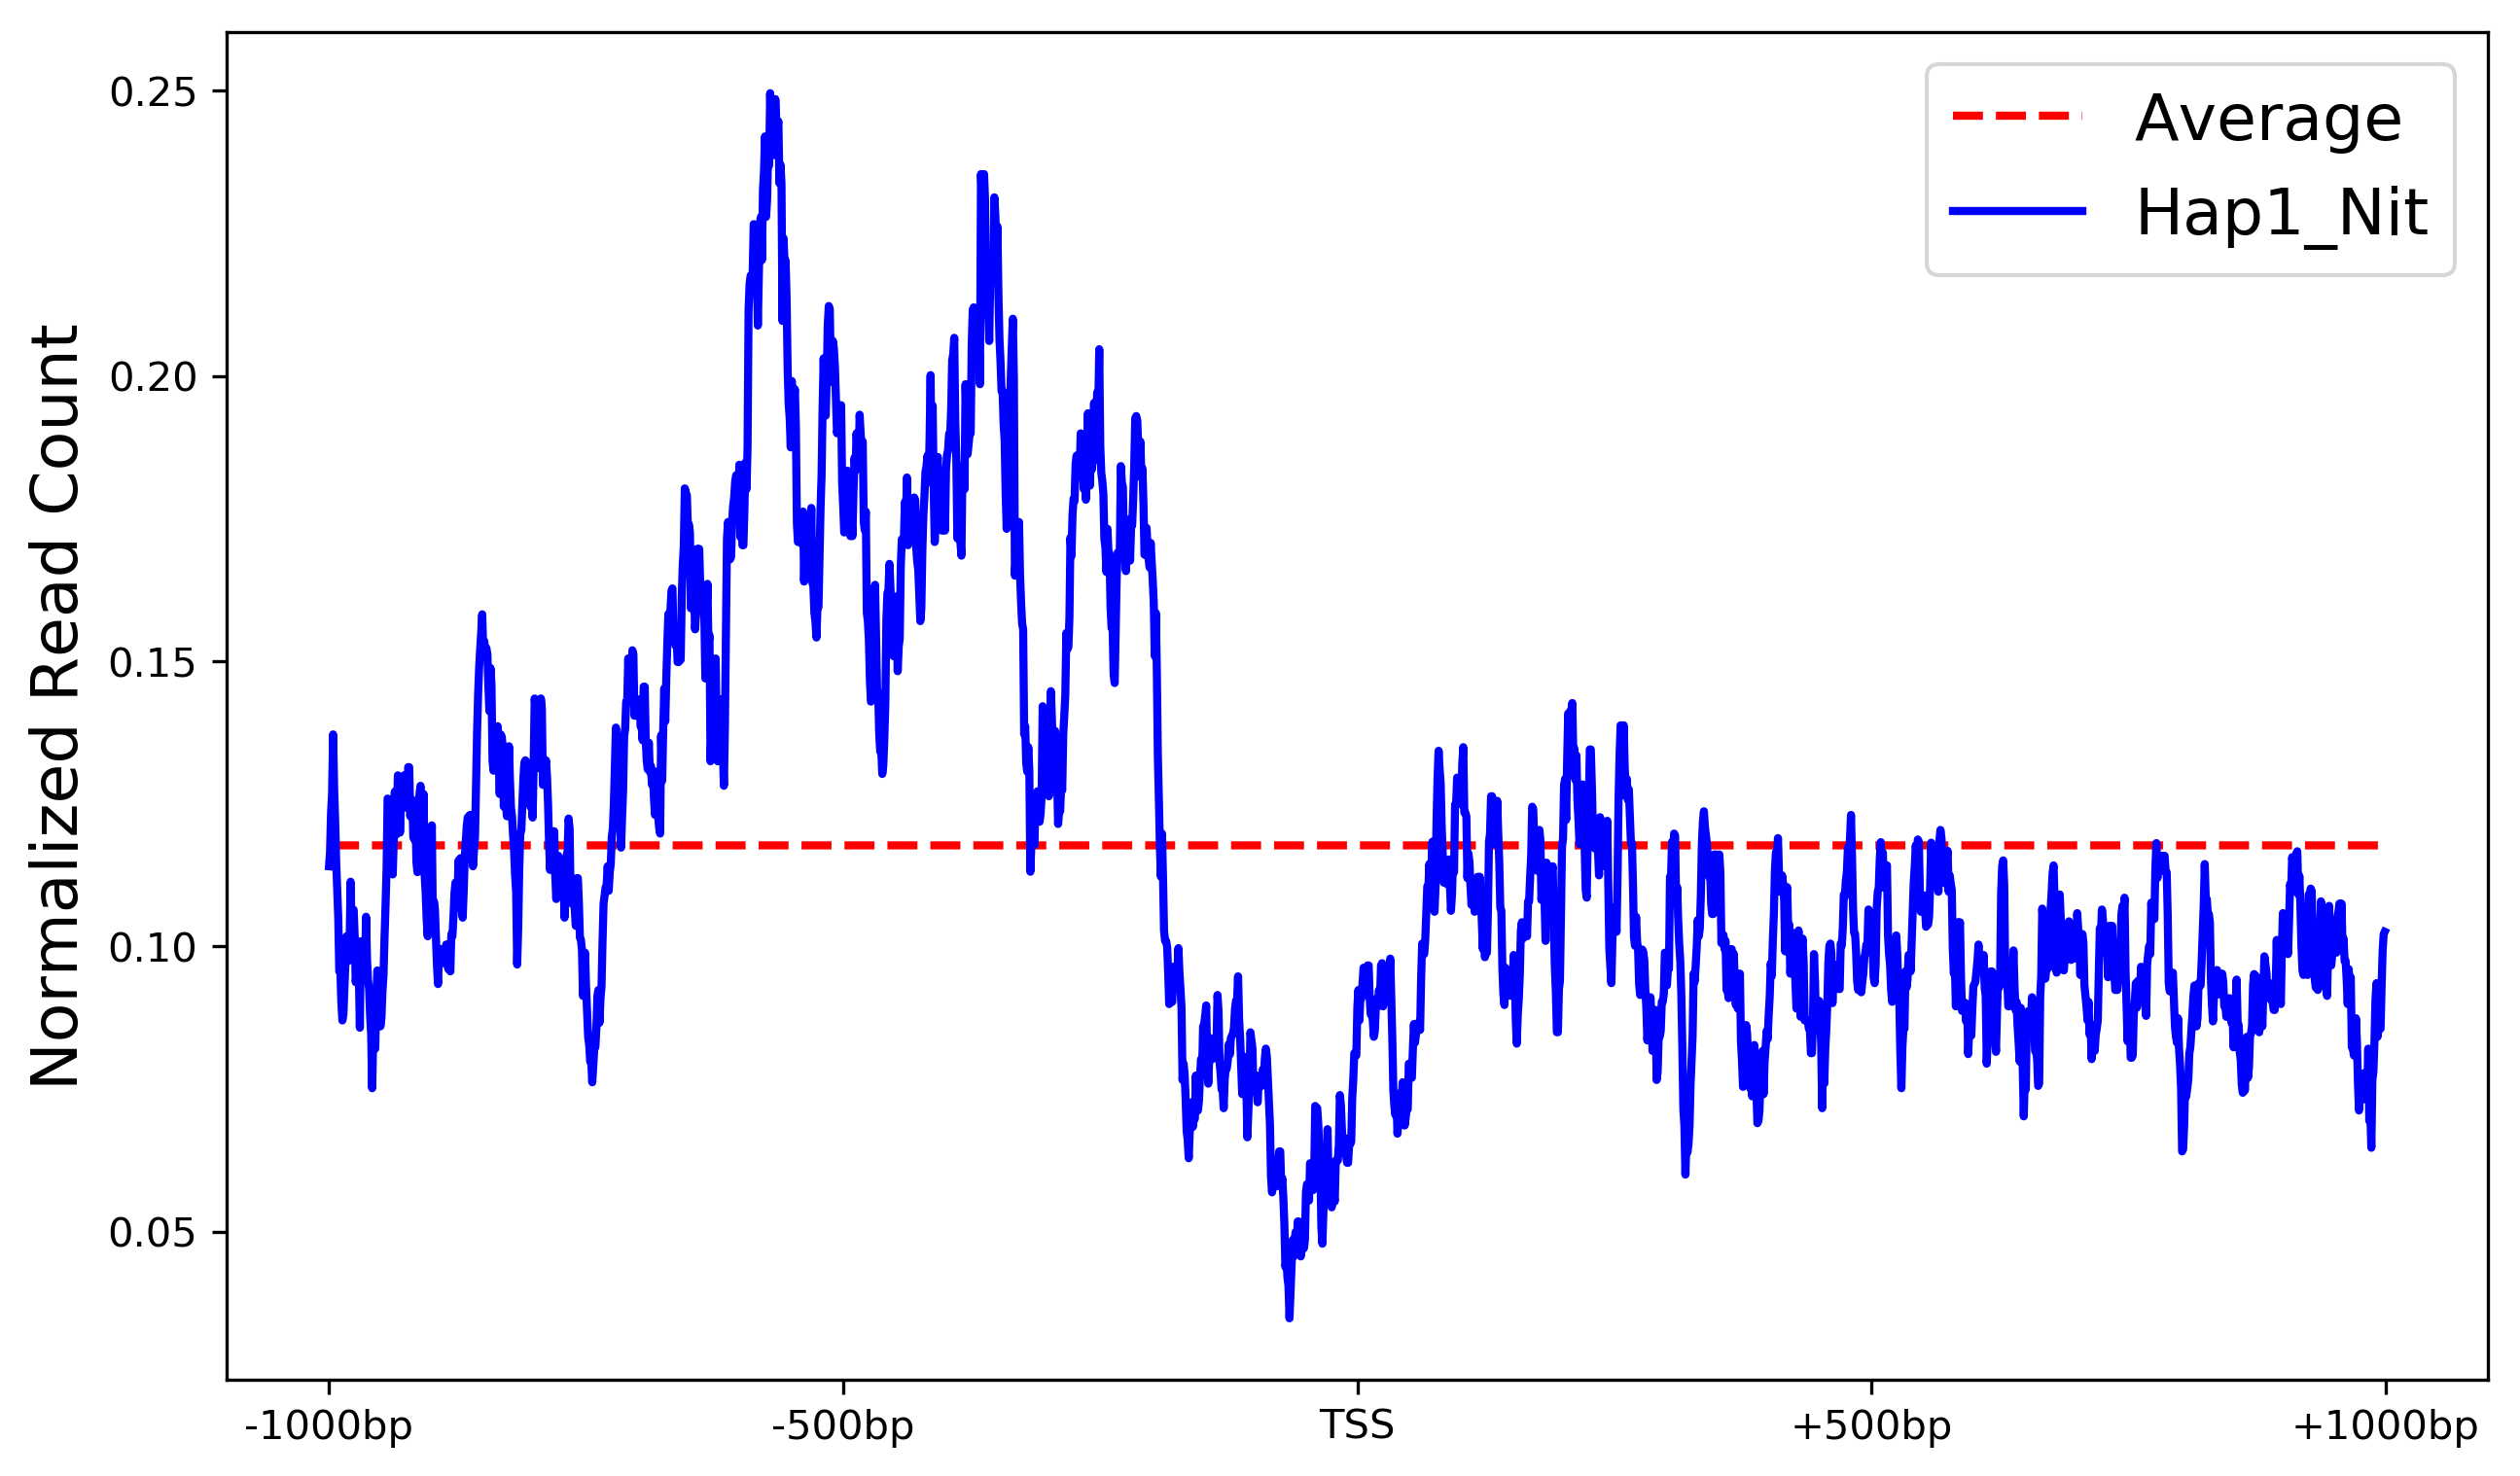 Normalized Read Count
0.25
0.20
0.15
0.10
0.05
-1000bp
-500bp
TSS
+500bp
+1000bp
Average
Hap1_Nit